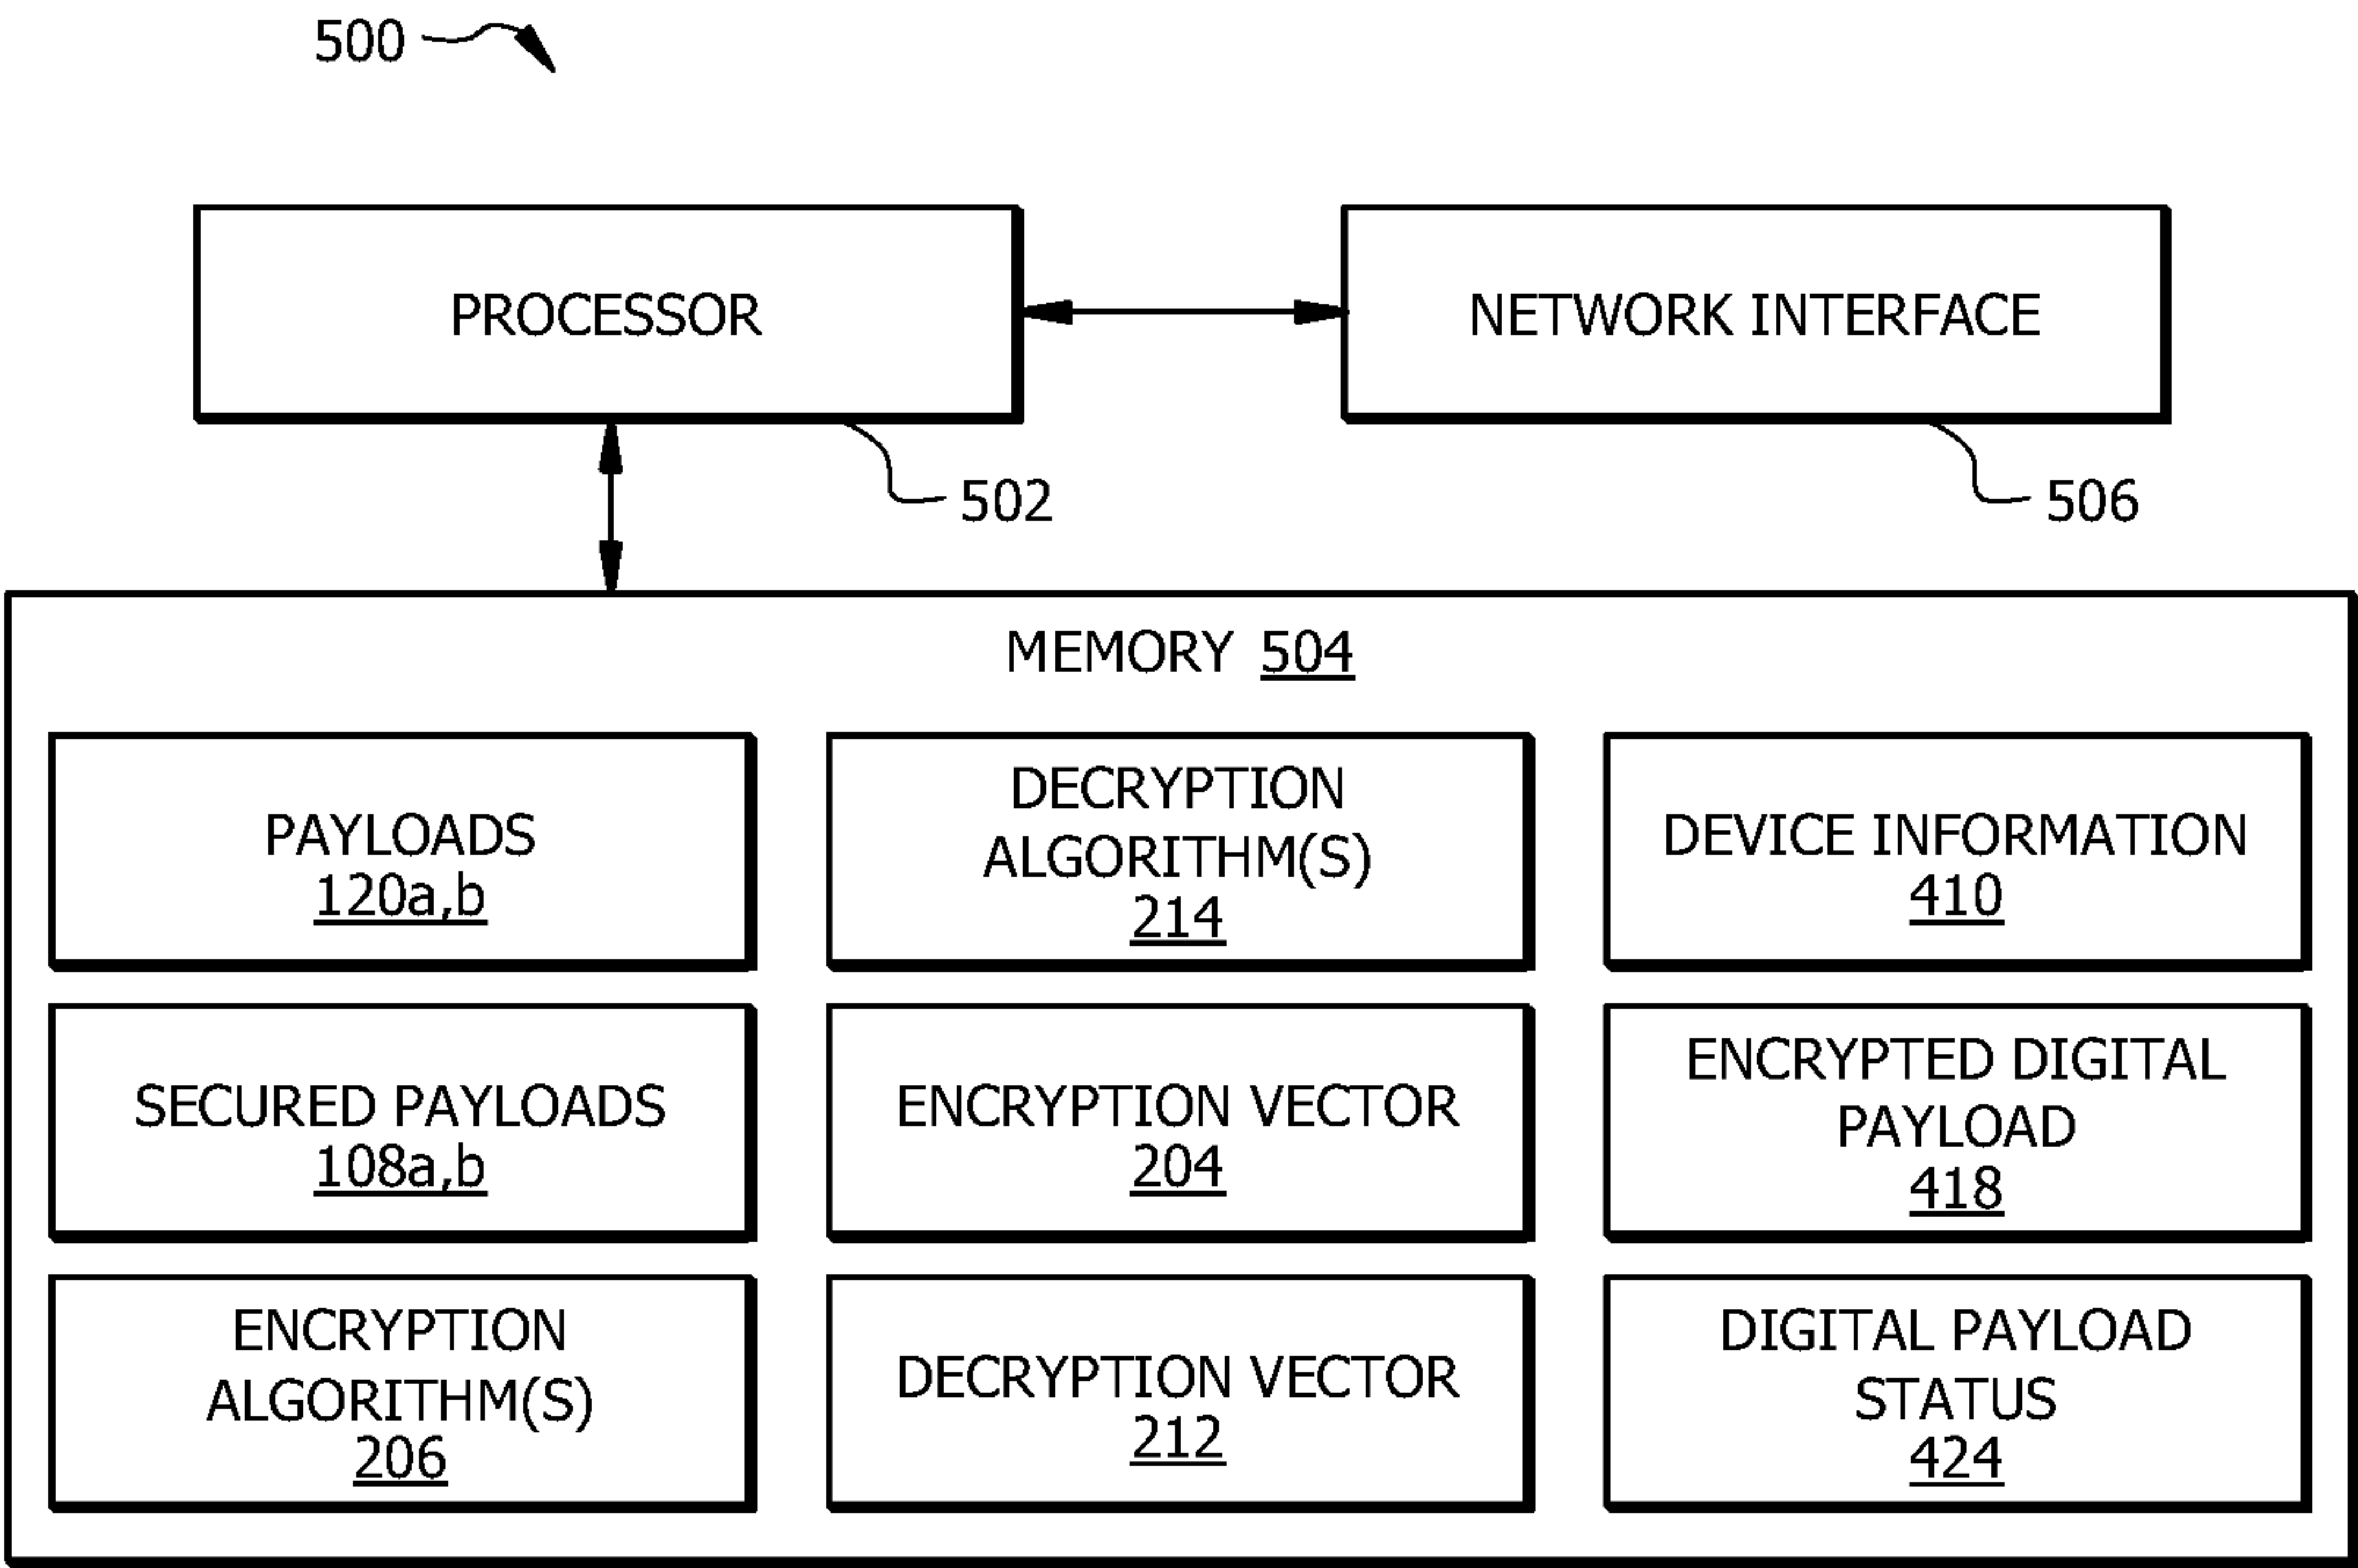 500
PROCESSOR
NETWORK INTERFACE
502
506
MEMORY 504
PAYLOADS
120a,b
DECRYPTION
ALGORITHM(S)
214
DEVICE INFORMATION
410
SECURED PAYLOADS
108a,b
ENCRYPTION VECTOR
204
ENCRYPTED DIGITAL
PAYLOAD
418
ENCRYPTION
ALGORITHM(S)
206
DECRYPTION VECTOR
212
DIGITAL PAYLOAD
STATUS
424